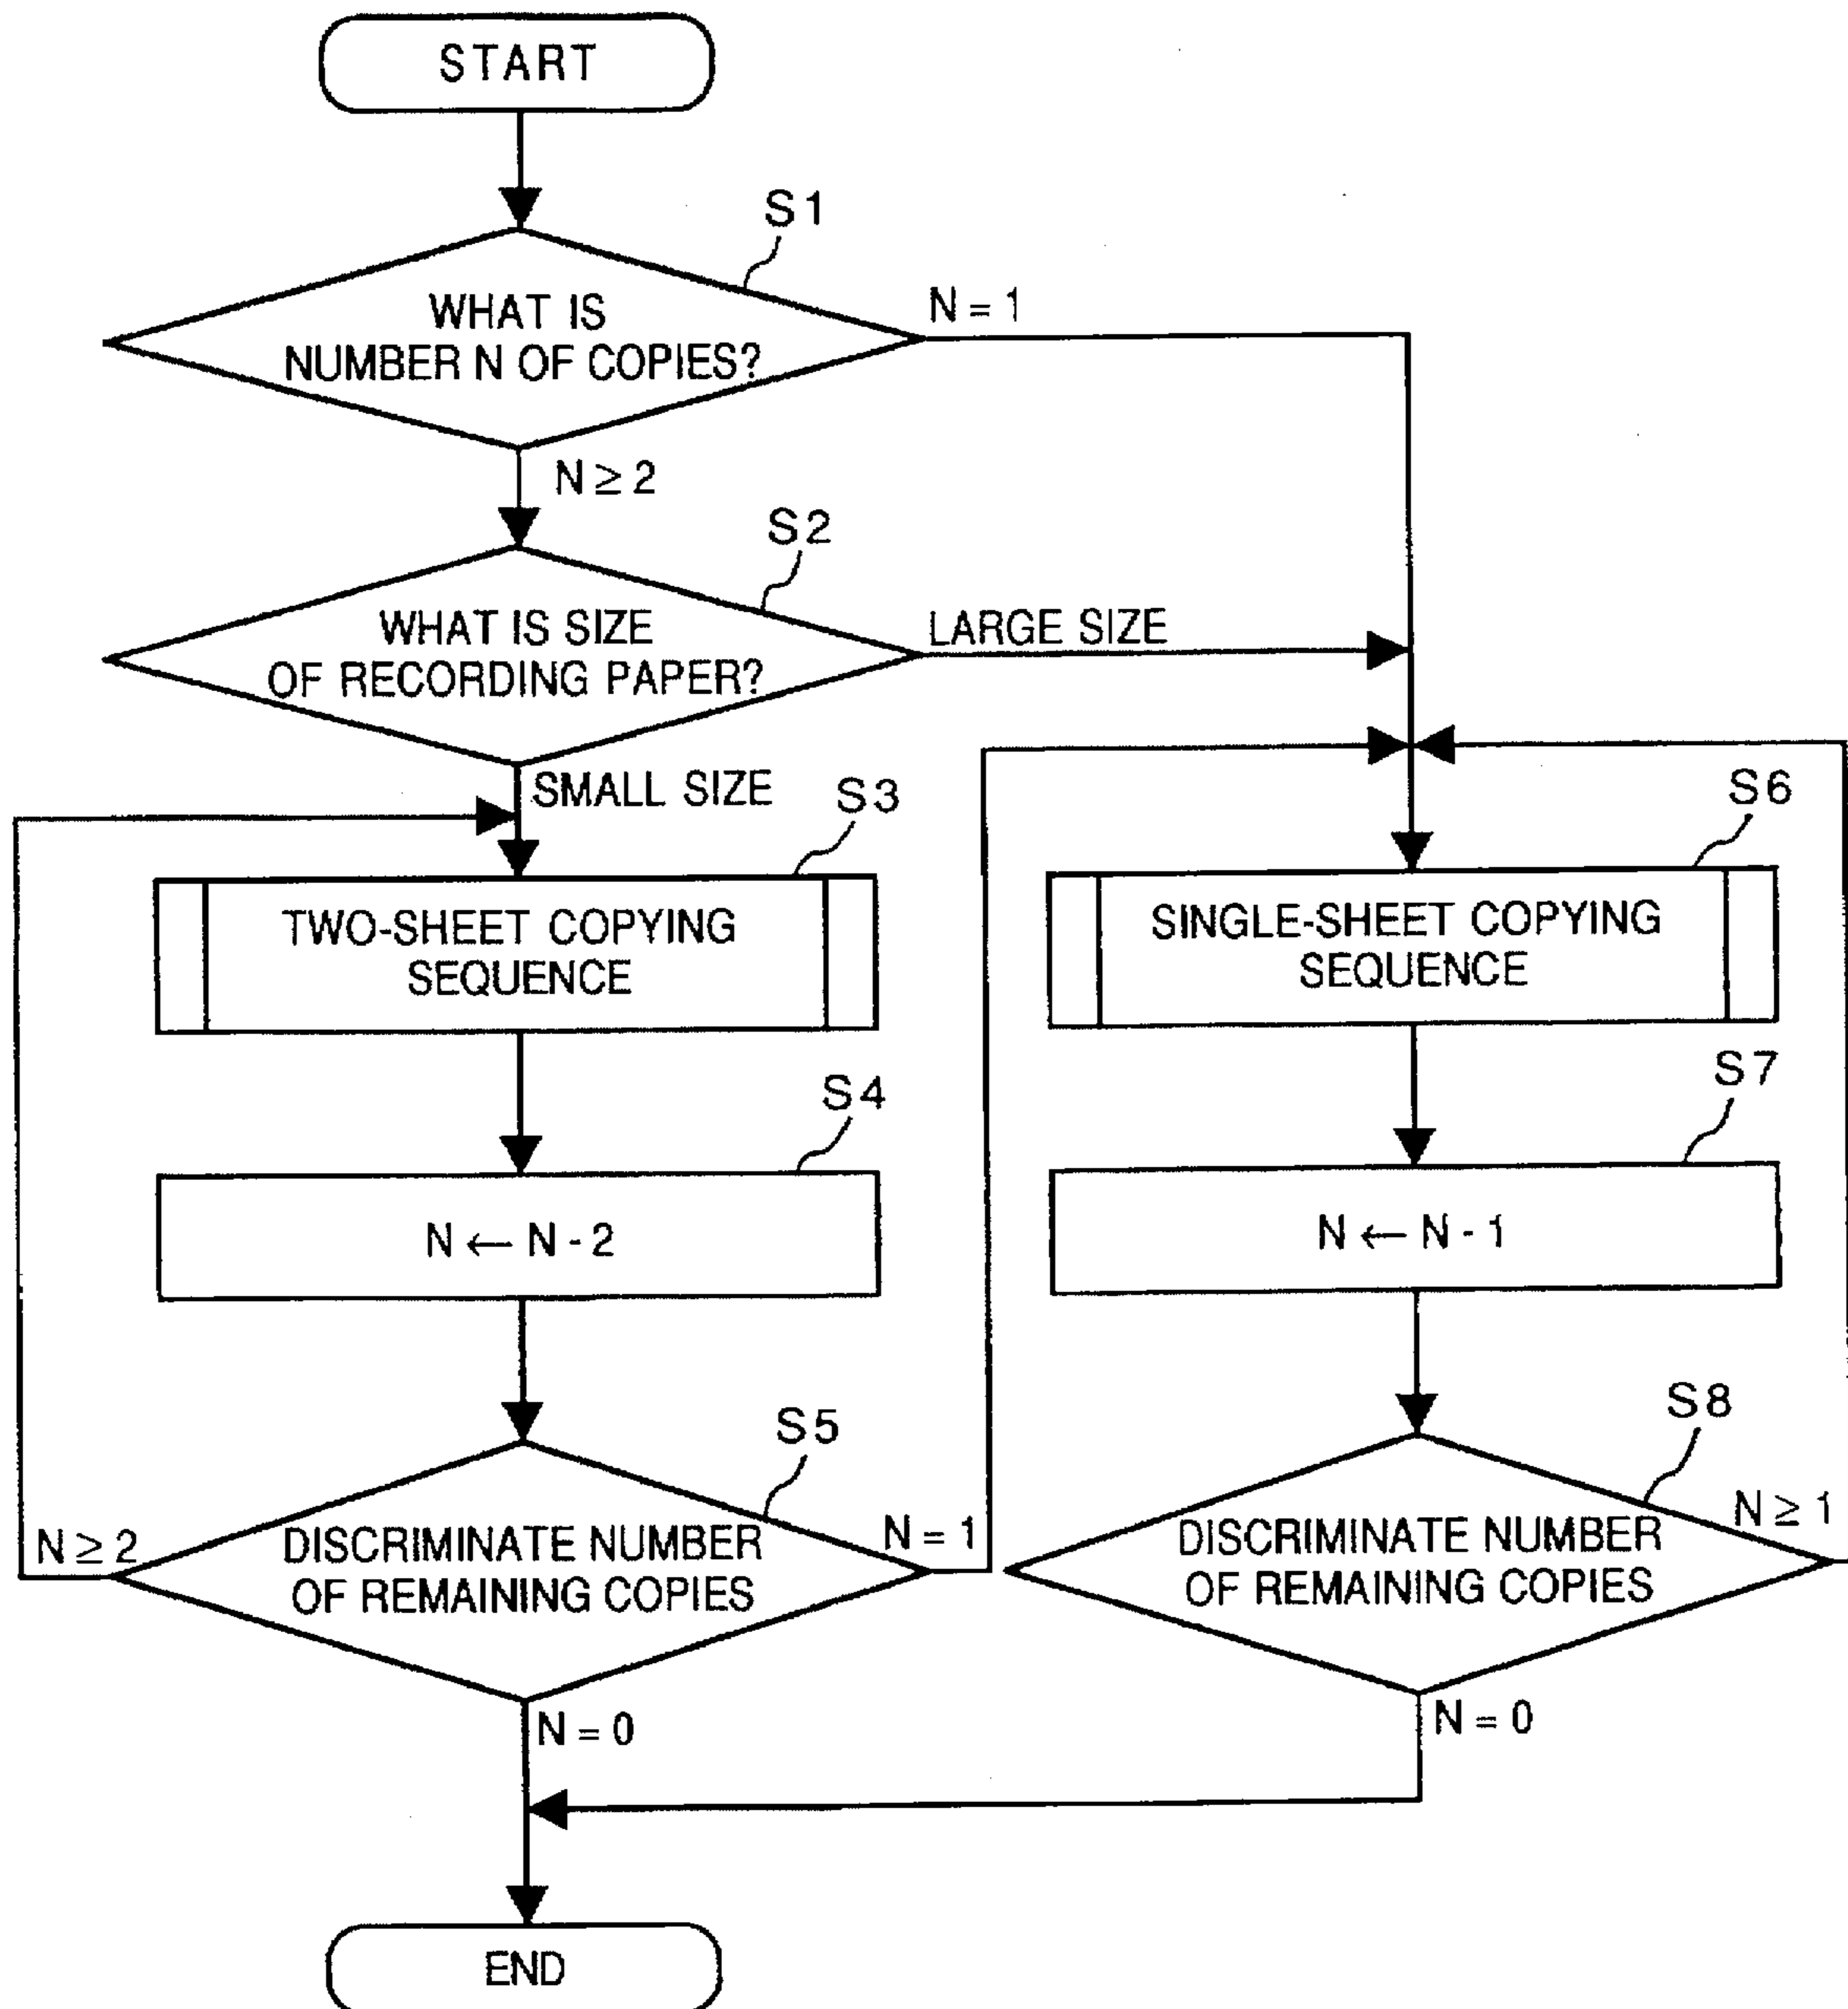 START
S1
WHAT IS
NUMBER N OF COPIES?
N = 1
N ≥ 2
S2
WHAT IS SIZE
OF RECORDING PAPER?
LARGE SIZE
SMALL SIZE
S3
TWO-SHEET COPYING
SEQUENCE
S6
SINGLE-SHEET COPYING
SEQUENCE
S4
N ← N - 2
S7
N ← N - 1
S5
DISCRIMINATE NUMBER
OF REMAINING COPIES
N ≥ 2
N = 1
S8
DISCRIMINATE NUMBER
OF REMAINING COPIES
N ≥ 1
N = 0
N = 0
END